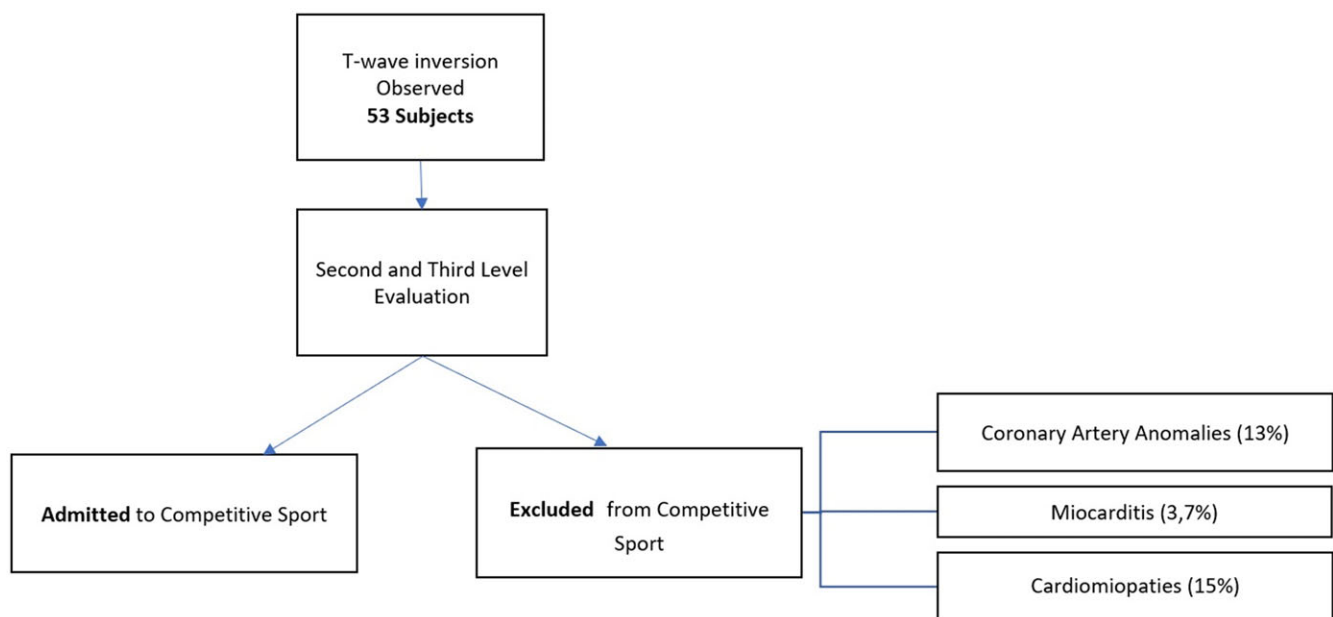 T-wave inversion
Observed
53 Subjects
Second and Third Level
Evaluation
Admitted to Competitive Sport
Excluded from Competitive
Sport
Coronary Artery Anomalies (13%)
Miocarditis (3,7%)
Cardiomiopaties (15%)